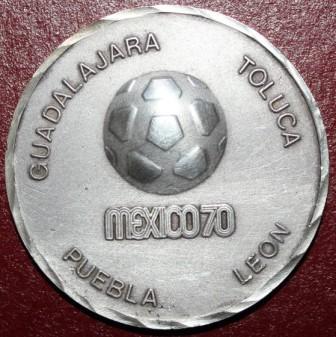 GUADALAJARA
TOLUCA
MEXICO70
PUEBLA
LEON